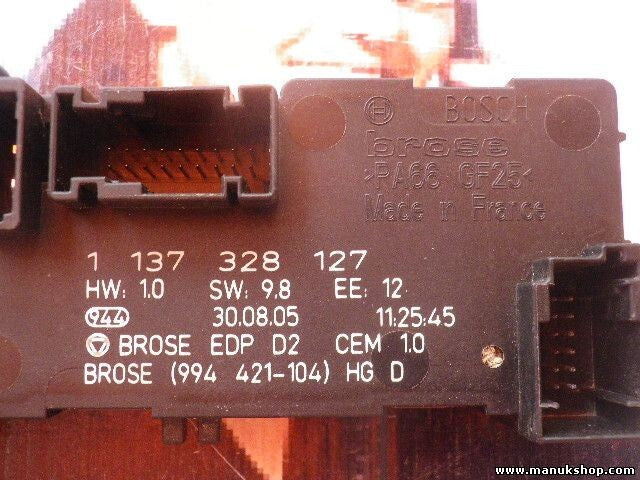 BOSCH
brose
>PA66 GF25<
Made in France
1 137 328 127
HW: 1.0 SW: 9.8 EE: 12
944 30.08.05 11:25:45
BROSE EDP D2 CEM 1.0
BROSE (994 421-104) HG D
www.manukshop.com